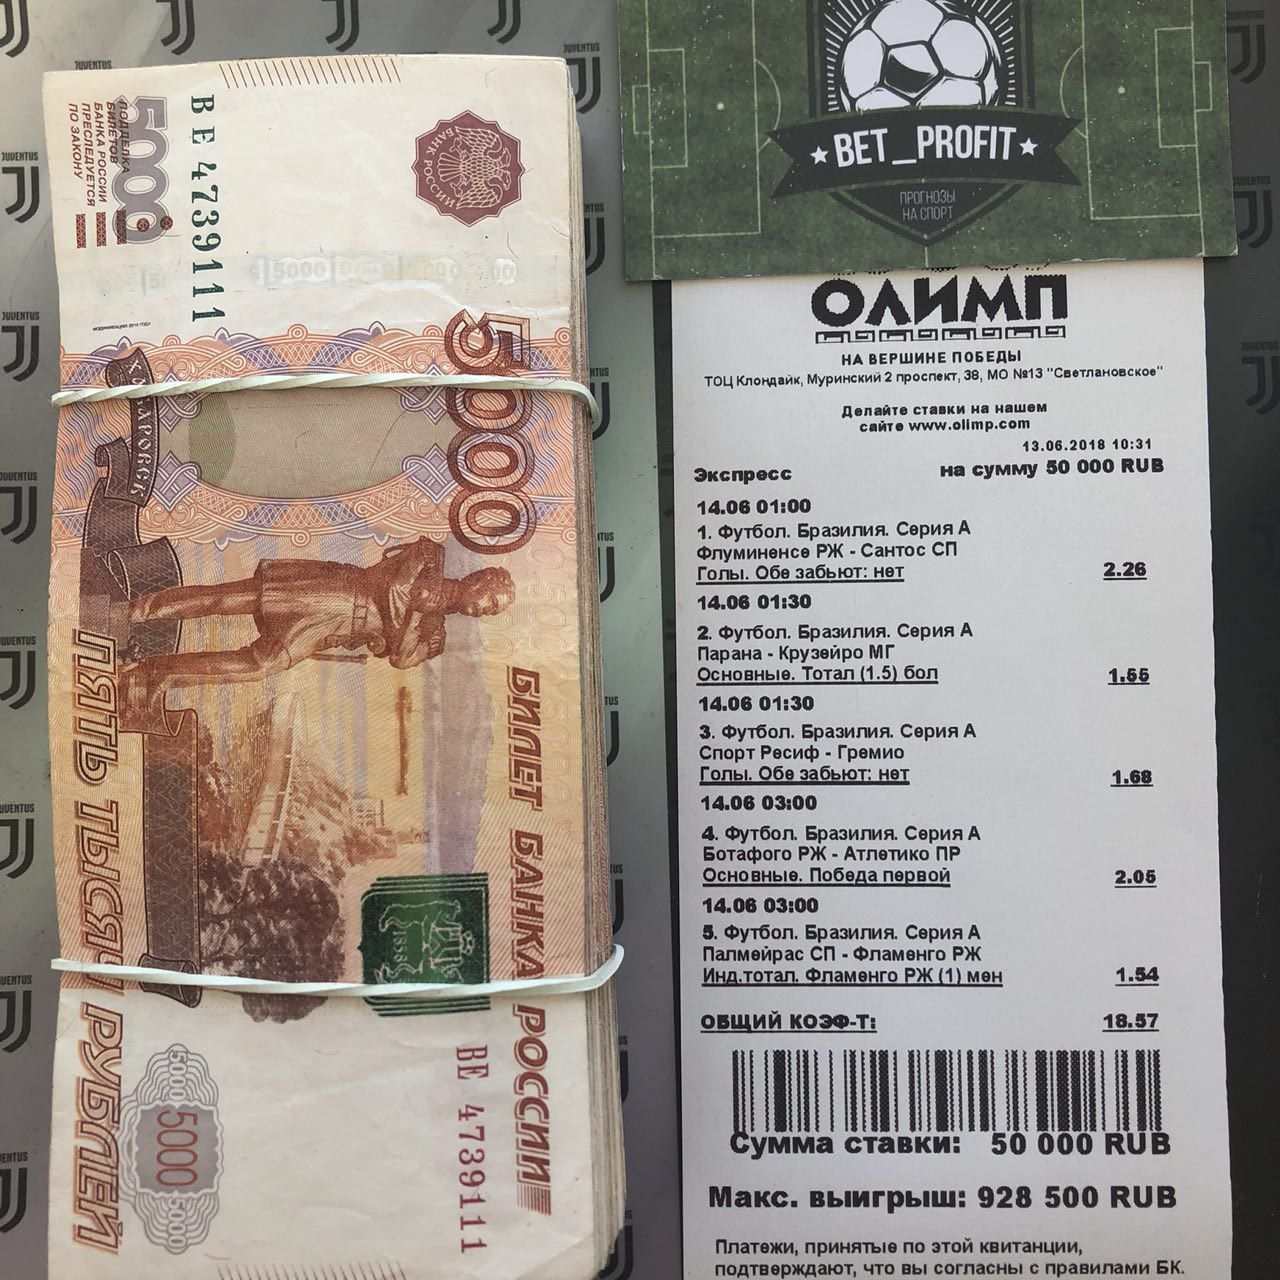 JUVENTUS
ПОДДЕЛКА
БИЛЕТОВ
БАНКА РОССИИ
ПРЕСЛЕДУЕТСЯ
ПО ЗАКОНУ
5000
ВЕ 4739111
БАНК РОССИИ
5000
5000
ПЯТЬ ТЫСЯЧ РУБЛЕЙ
БИЛЕТ БАНКА РОССИИ
1858
5000
5000
5000
ВЕ 4739111
BET_PROFIT
ПРОГНОЗЫ
НА СПОРТ
ОЛИМП
НА ВЕРШИНЕ ПОБЕДЫ
ТОЦ Клондайк, Муринский 2 проспект, 38, МО №13 "Светлановское"
Делайте ставки на нашем
сайте www.olimp.com
13.06.2018 10:31
Экспресс на сумму 50 000 RUB
14.06 01:00
1. Футбол. Бразилия. Серия А
Флуминенсе РЖ - Сантос СП
Голы. Обе забьют: нет 2.26
14.06 01:30
2. Футбол. Бразилия. Серия А
Парана - Крузейро МГ
Основные. Тотал (1.5) бол 1.55
14.06 01:30
3. Футбол. Бразилия. Серия А
Спорт Ресиф - Гремио
Голы. Обе забьют: нет 1.68
14.06 03:00
4. Футбол. Бразилия. Серия А
Ботафого РЖ - Атлетико ПР
Основные. Победа первой 2.05
14.06 03:00
5. Футбол. Бразилия. Серия А
Палмейрас СП - Фламенго РЖ
Инд.тотал. Фламенго РЖ (1) мен 1.54
ОБЩИЙ КОЭФ-Т: 18.57
Сумма ставки: 50 000 RUB
Макс. выигрыш: 928 500 RUB
Платежи, принятые по этой квитанции,
подтверждают, что вы согласны с правилами БК.